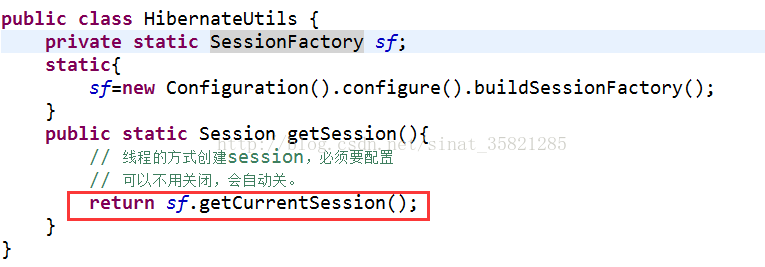 public class HibernateUtils {
private static SessionFactory sf;
static{
sf=new Configuration().configure().buildSessionFactory();
}
public static Session getSession(){
http://blog.csdn.net/sinat_35821285
// 线程的方式创建session，必须要配置
// 可以不用关闭，会自动关。
return sf.getCurrentSession();
}
}